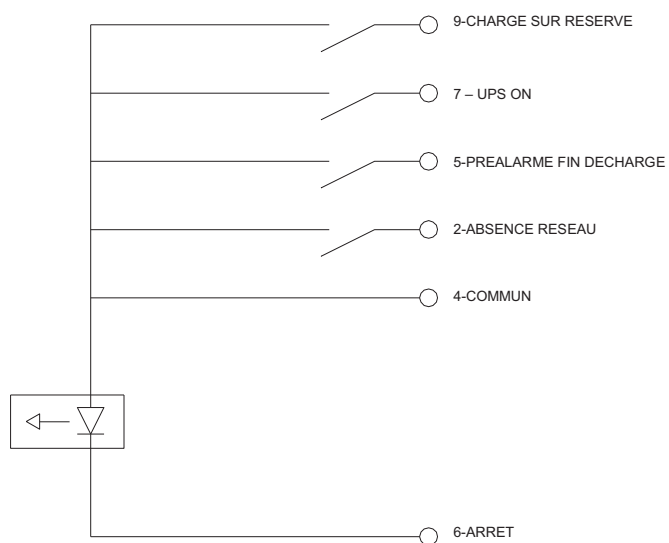 9-CHARGE SUR RESERVE
7 – UPS ON
5-PREALARME FIN DECHARGE
2-ABSENCE RESEAU
4-COMMUN
6-ARRET